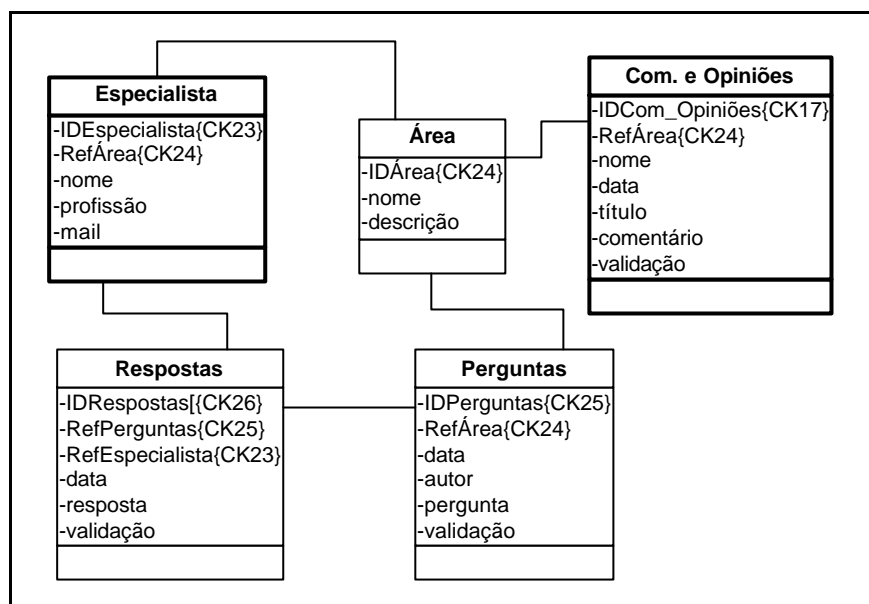 Especialista
-IDEspecialista{CK23}
-RefÁrea{CK24}
-nome
-profissão
-mail
Área
-IDÁrea{CK24}
-nome
-descrição
Com. e Opiniões
-IDCom_Opiniões{CK17}
-RefÁrea{CK24}
-nome
-data
-título
-comentário
-validação
Respostas
-IDRespostas[{CK26}
-RefPerguntas{CK25}
-RefEspecialista{CK23}
-data
-resposta
-validação
Perguntas
-IDPerguntas{CK25}
-RefÁrea{CK24}
-data
-autor
-pergunta
-validação